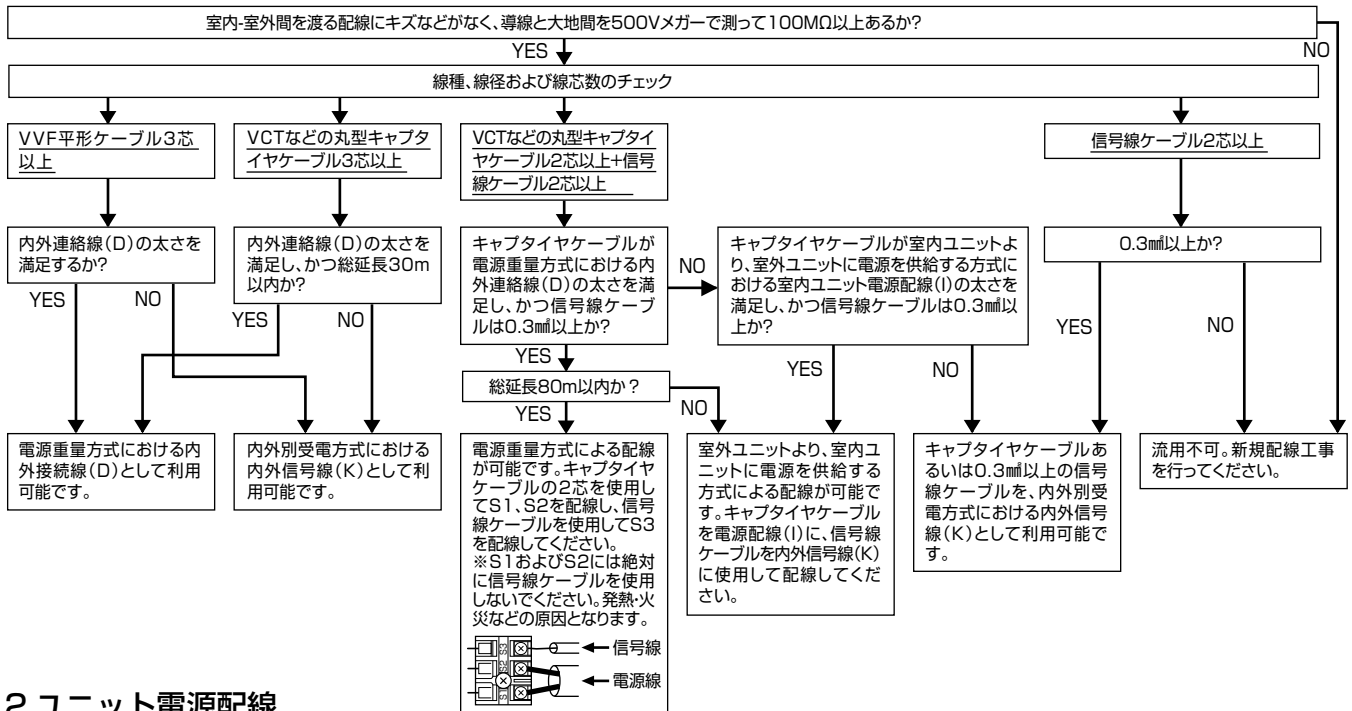 室内-室外間を渡る配線にキズなどがなく、導線と大地間を500Vメガーで測って100MΩ以上あるか?
YES
NO
線種、線径および線芯数のチェック
VVF平形ケーブル3芯
以上
VCTなどの丸型キャプタ
イヤケーブル3芯以上
VCTなどの丸型キャプタイ
ヤケーブル2芯以上+信号
線ケーブル2芯以上
信号線ケーブル2芯以上
内外連絡線(D)の太さを
満足するか?
内外連絡線(D)の太さを
満足し、かつ総延長30m
以内か?
キャプタイヤケーブルが
電源重量方式における内
外連絡線(D)の太さを満
足し、かつ信号線ケーブ
ルは0.3㎟以上か?
NO
キャプタイヤケーブルが室内ユニットよ
り、室外ユニットに電源を供給する方式に
おける室内ユニット電源配線(I)の太さを
満足し、かつ信号線ケーブルは0.3㎟以
上か?
0.3㎟以上か?
YES
NO
YES
NO
YES
YES
NO
YES
NO
総延長80m以内か?
YES
NO
電源重量方式における内
外接続線(D)として利用
可能です。
内外別受電方式における
内外信号線(K)として利
用可能です。
電源重量方式による配線
が可能です。キャプタイヤ
ケーブルの2芯を使用し
てS1、S2を配線し、信号
線ケーブルを使用してS3
を配線してください。
※S1およびS2には絶対
に信号線ケーブルを使用
しないでください。発熱・火
災などの原因となります。
S3
S2
S1
信号線
電源線
室外ユニットより、室内ユ
ニットに電源を供給する
方式による配線が可能で
す。キャプタイヤケーブル
を電源配線(I)に、信号線
ケーブルを内外信号線(K)
に使用して配線してくだ
さい。
キャプタイヤケーブルあ
るいは0.3㎟以上の信号
線ケーブルを、内外別受
電方式における内外信号
線(K)として利用可能で
す。
流用不可。新規配線工事
を行ってください。
2.ユニット電源配線